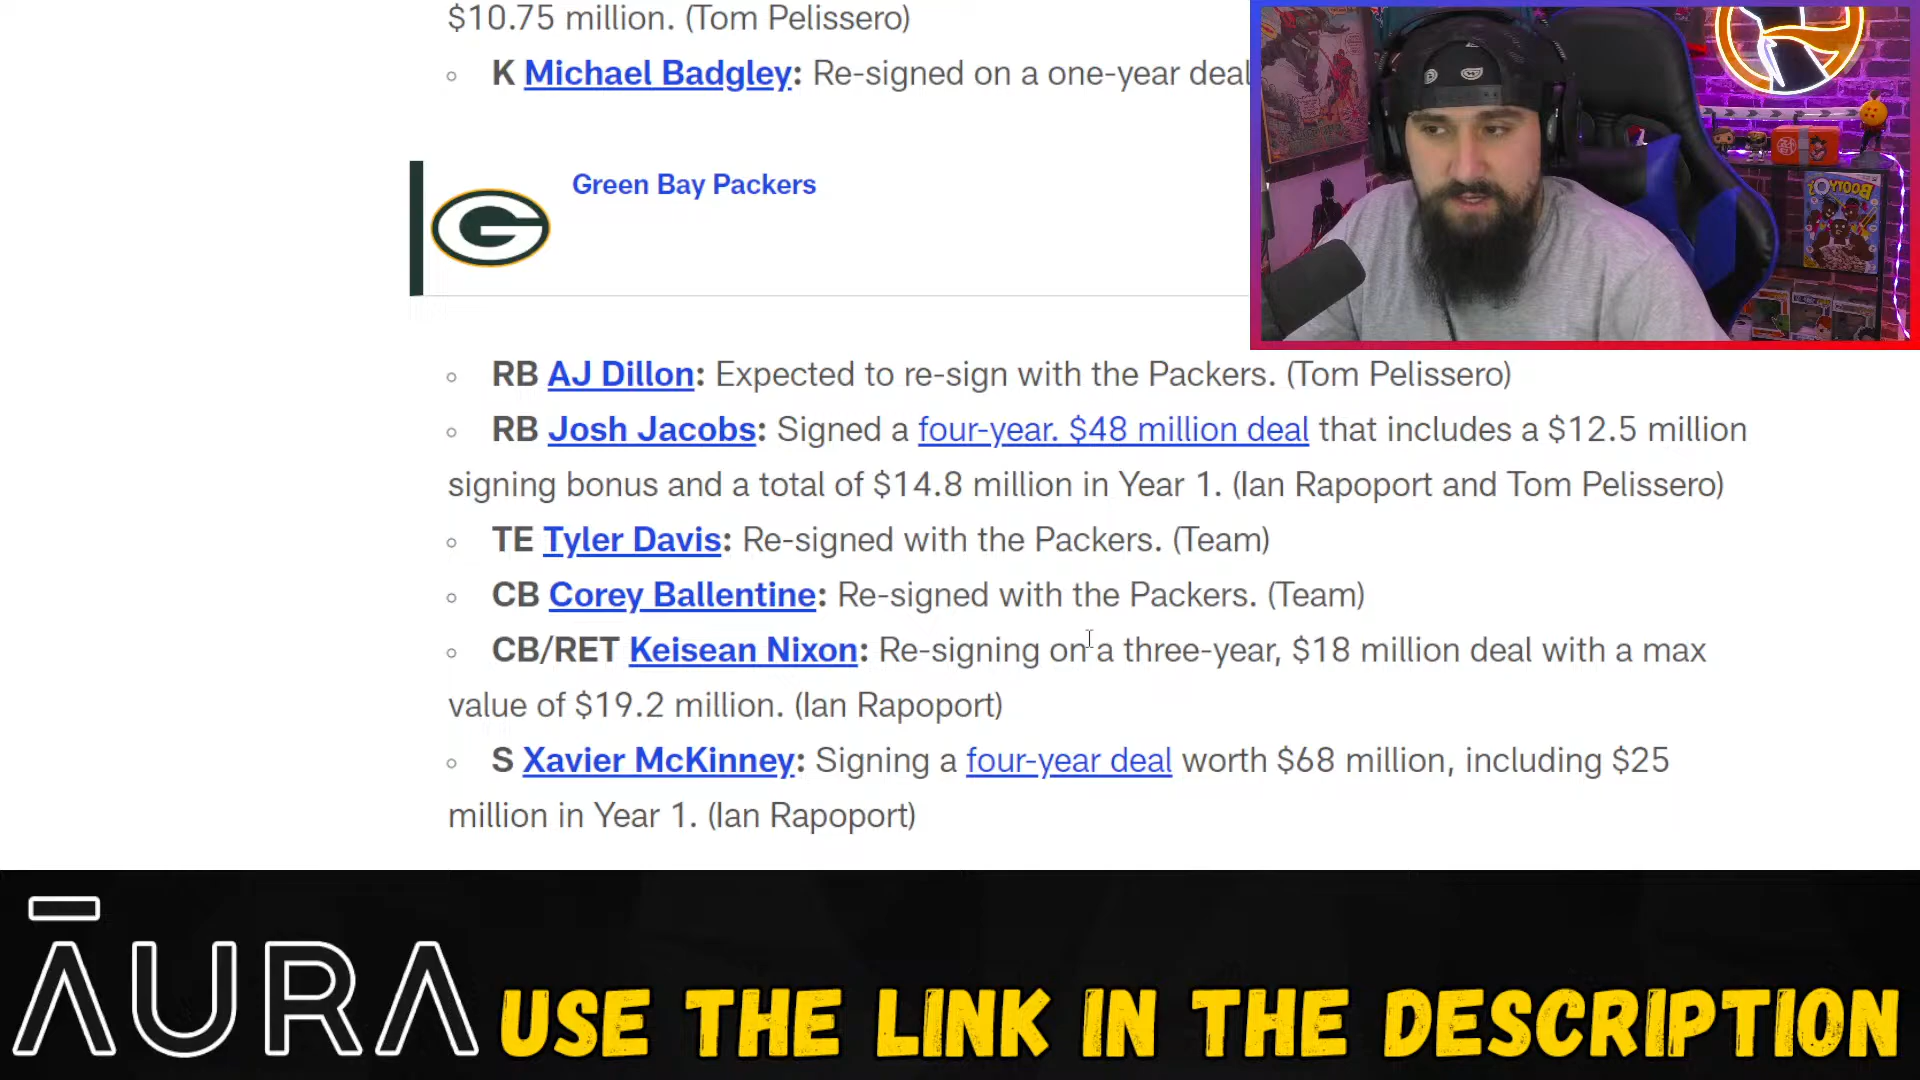 $10.75 million. (Tom Pelissero)
K Michael Badgley: Re-signed on a one-year deal
Green Bay Packers
RB AJ Dillon: Expected to re-sign with the Packers. (Tom Pelissero)
RB Josh Jacobs: Signed a four-year. $48 million deal that includes a $12.5 million
signing bonus and a total of $14.8 million in Year 1. (Ian Rapoport and Tom Pelissero)
TE Tyler Davis: Re-signed with the Packers. (Team)
CB Corey Ballentine: Re-signed with the Packers. (Team)
CB/RET Keisean Nixon: Re-signing on a three-year, $18 million deal with a max
value of $19.2 million. (Ian Rapoport)
S Xavier McKinney: Signing a four-year deal worth $68 million, including $25
million in Year 1. (Ian Rapoport)
ĀURA USE THE LINK IN THE DESCRIPTION